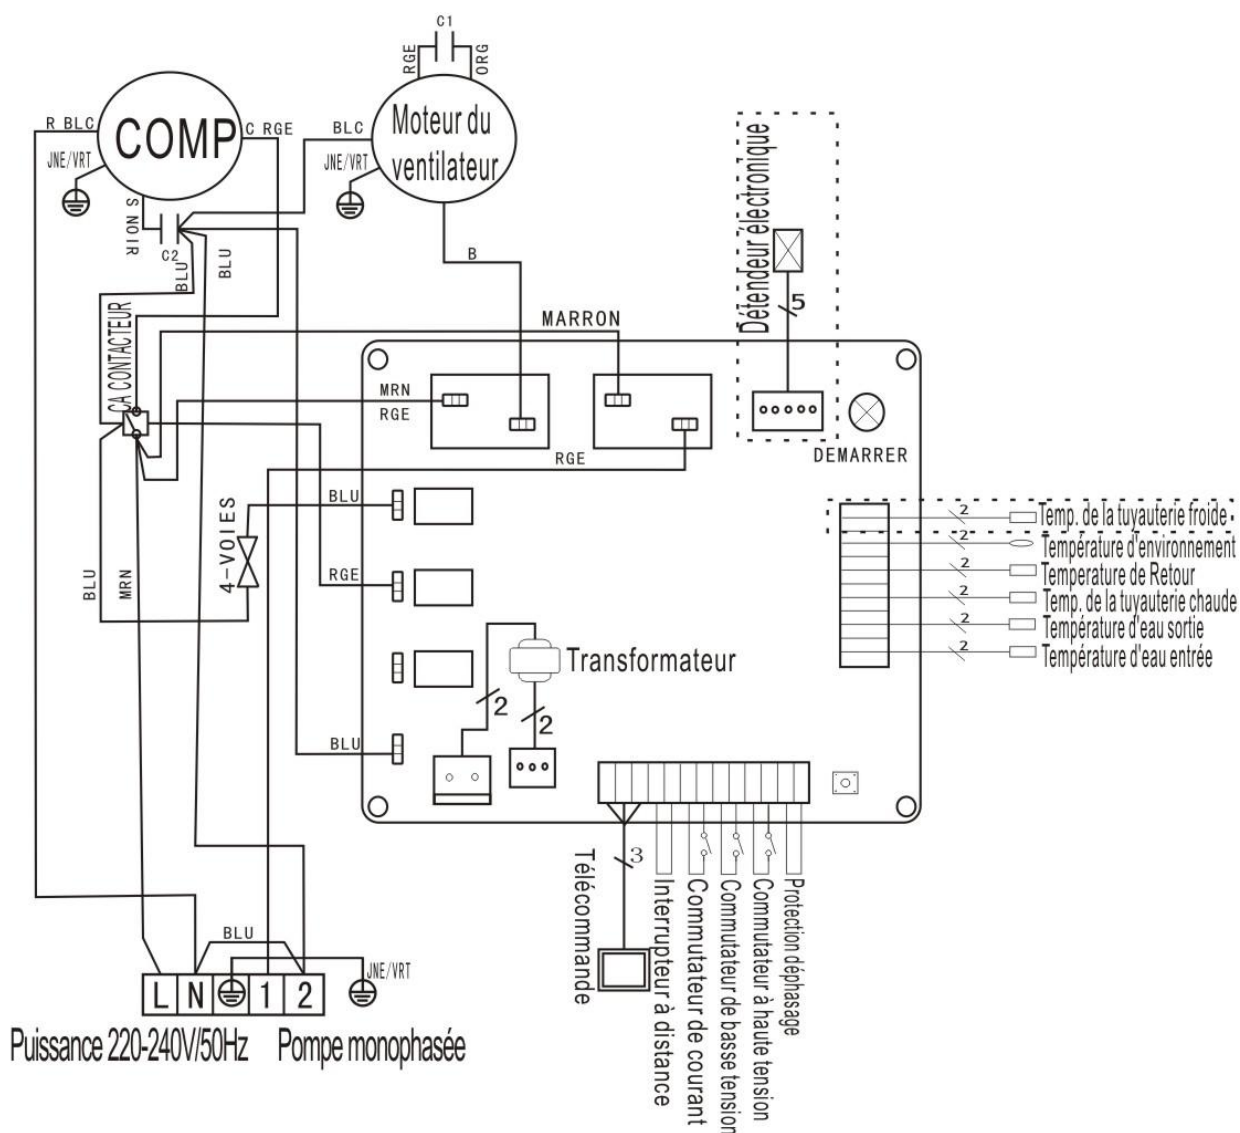 C1
RGE
ORG
R BLC
COMP
C RGE
BLC
Moteur du
ventilateur
JNE/VRT
JNE/VRT
S NOIR
C2
BLU
BLU
B
Détendeur électronique
5
CA CONTACTEUR
MARRON
MRN
RGE
DEMARRER
RGE
BLU
4-VOIES
RGE
BLU
MRN
2
Temp. de la tuyauterie froide
2
Température d'environnement
2
Temperature de Retour
2
Temp. de la tuyauterie chaude
2
Température d'eau sortie
2
Température d'eau entrée
Transformateur
2
2
BLU
3
Télécommande
Interrupteur à distance
Commutateur de courant
Commutateur de basse tension
Commutateur à haute tension
Protection déphasage
BLU
JNE/VRT
L N 1 2
Puissance 220-240V/50Hz
Pompe monophasée